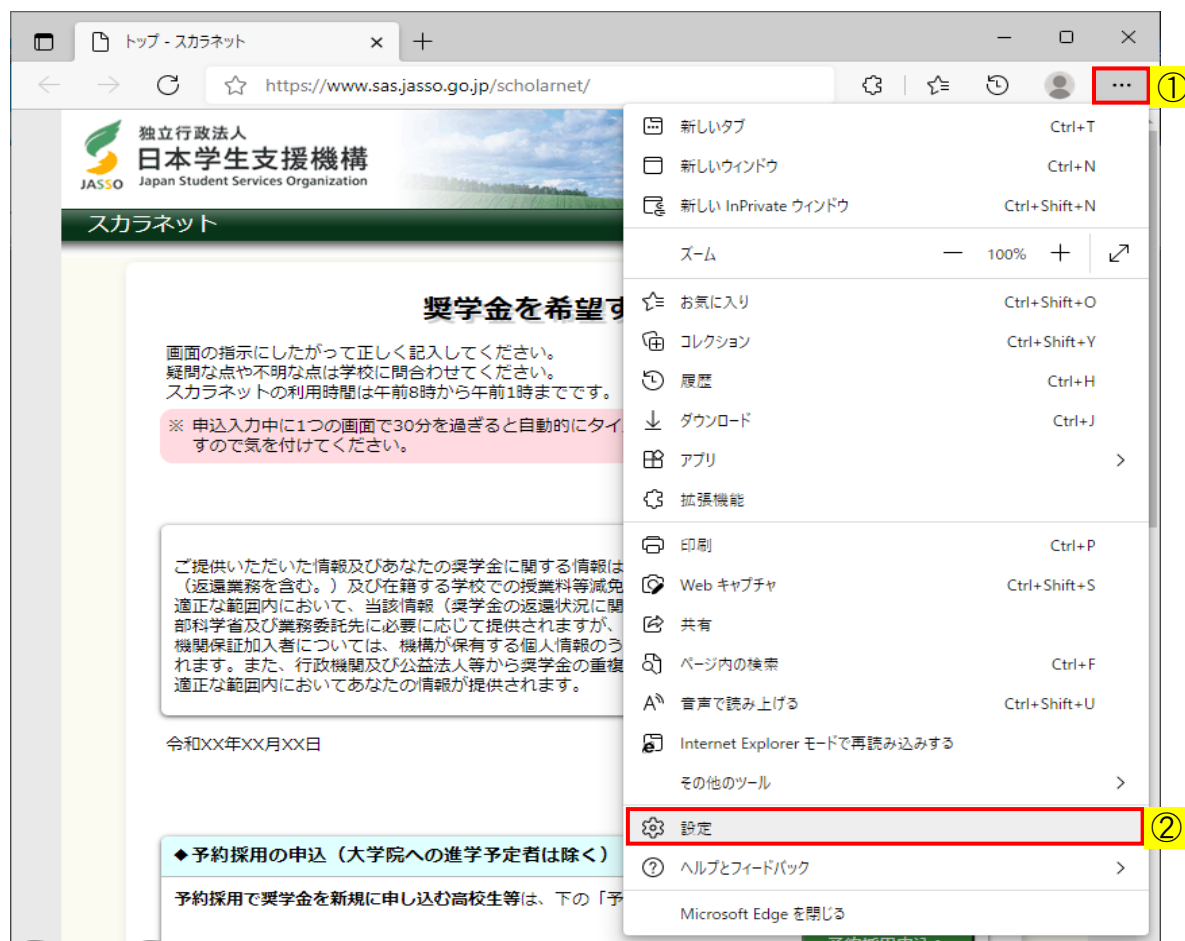 トップ - スカラネット
https://www.sas.jasso.go.jp/scholarnet/
①
独立行政法人
日本学生支援機構
JASSO Japan Student Services Organization
スカラネット
奨学金を希望す
画面の指示にしたがって正しく記入してください。
疑問な点や不明な点は学校に問合わせてください。
スカラネットの利用時間は午前8時から午前1時までです。
※ 申込入力中に1つの画面で30分を過ぎると自動的にタイ
すので気を付けてください。
ご提供いただいた情報及びあなたの奨学金に関する情報は
（返還業務を含む。）及び在籍する学校での授業料等減免
適正な範囲内において、当該情報（奨学金の返還状況に関
部科学省及び業務委託先に必要に応じて提供されますが、
機関保証加入者については、機構が保有する個人情報のう
れます。また、行政機関及び公益法人等から奨学金の重複
適正な範囲内においてあなたの情報が提供されます。
令和XX年XX月XX日
◆予約採用の申込（大学院への進学予定者は除く）
予約採用で奨学金を新規に申し込む高校生等は、下の「予
新しいタブ Ctrl+T
新しいウィンドウ Ctrl+N
新しい InPrivate ウィンドウ Ctrl+Shift+N
ズーム — 100% +
お気に入り Ctrl+Shift+O
コレクション Ctrl+Shift+Y
履歴 Ctrl+H
ダウンロード Ctrl+J
アプリ
拡張機能
印刷 Ctrl+P
Web キャプチャ Ctrl+Shift+S
共有
ページ内の検索 Ctrl+F
音声で読み上げる Ctrl+Shift+U
Internet Explorer モードで再読み込みする
その他のツール
設定
②
ヘルプとフィードバック
Microsoft Edge を閉じる